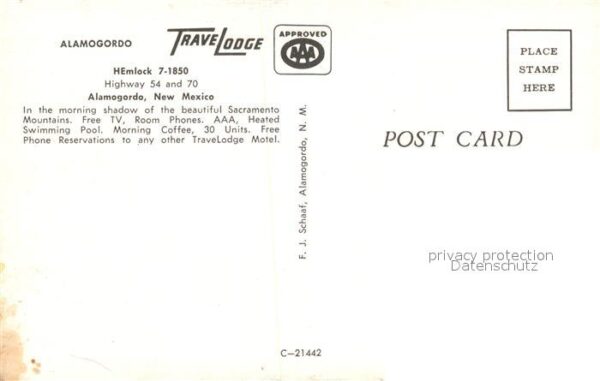 ALAMOGORDO
TRAVELODGE
APPROVED
AAA
HEmlock 7-1850
Highway 54 and 70
Alamogordo, New Mexico
In the morning shadow of the beautiful Sacramento
Mountains. Free TV, Room Phones. AAA, Heated
Swimming Pool. Morning Coffee, 30 Units. Free
Phone Reservations to any other TraveLodge Motel.
F. J. Schaaf, Alamogordo, N. M.
C—21442
PLACE
STAMP
HERE
POST CARD
privacy protection
Datenschutz